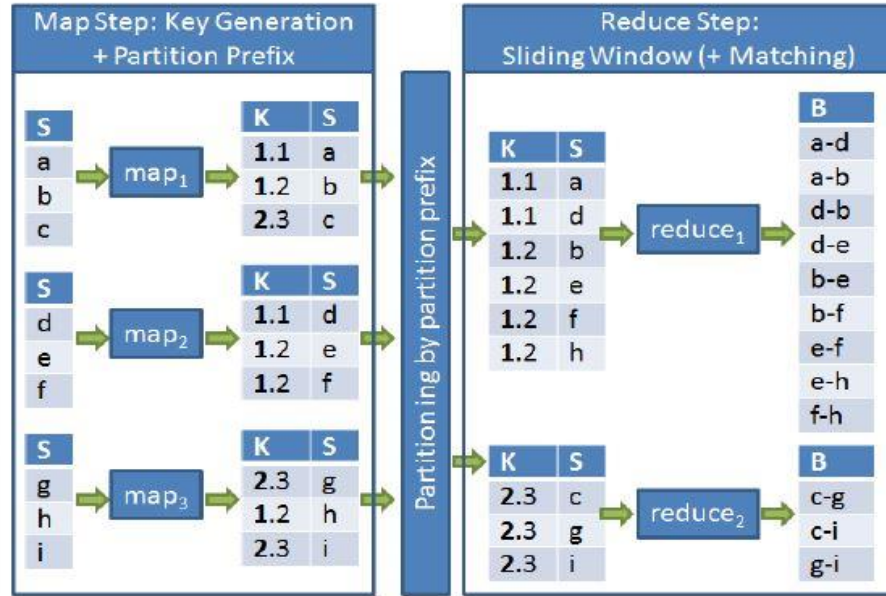 Map Step: Key Generation
+ Partition Prefix
S
a
b
c
map1
K S
1.1 a
1.2 b
2.3 c
S
d
e
f
map2
K S
1.1 d
1.2 e
1.2 f
S
g
h
i
map3
K S
2.3 g
1.2 h
2.3 i
Partitioning by partition prefix
Reduce Step:
Sliding Window (+ Matching)
K S
1.1 a
1.1 d
1.2 b
1.2 e
1.2 f
1.2 h
reduce1
B
a-d
a-b
d-b
d-e
b-e
b-f
e-f
e-h
f-h
K S
2.3 c
2.3 g
2.3 i
reduce2
B
c-g
c-i
g-i